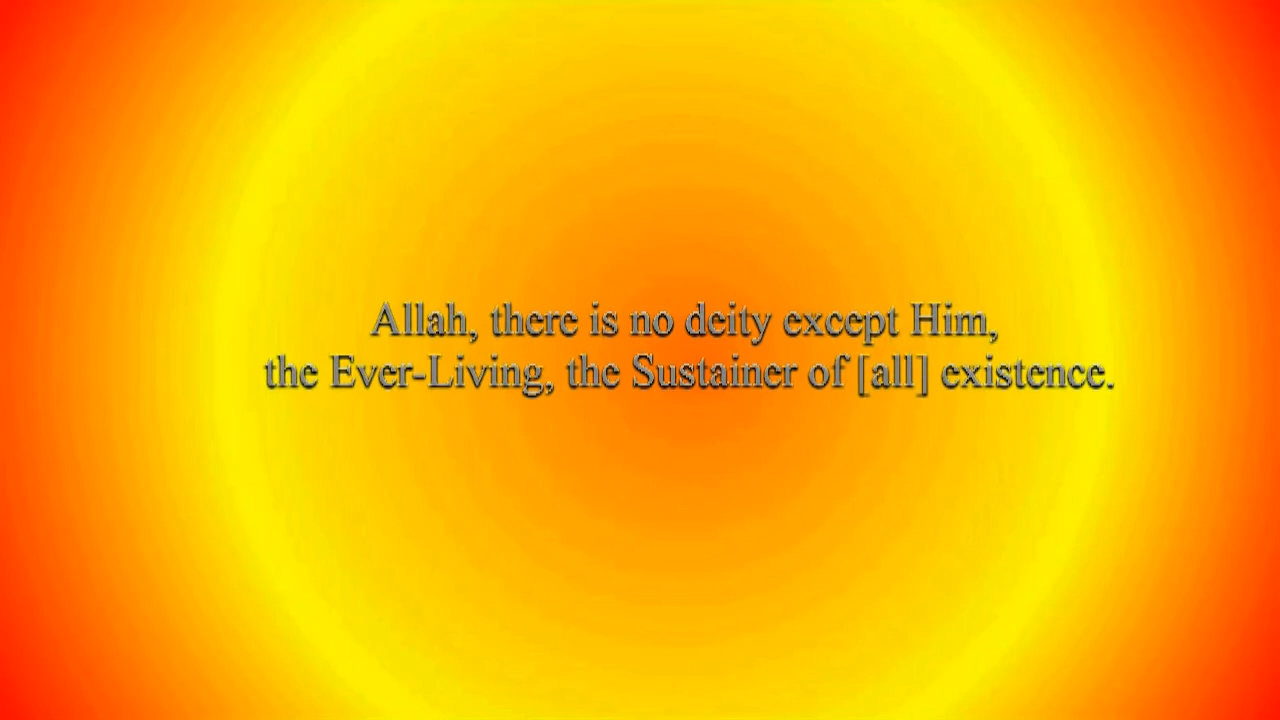 Allah, there is no deity except Him,
the Ever-Living, the Sustainer of [all] existence.